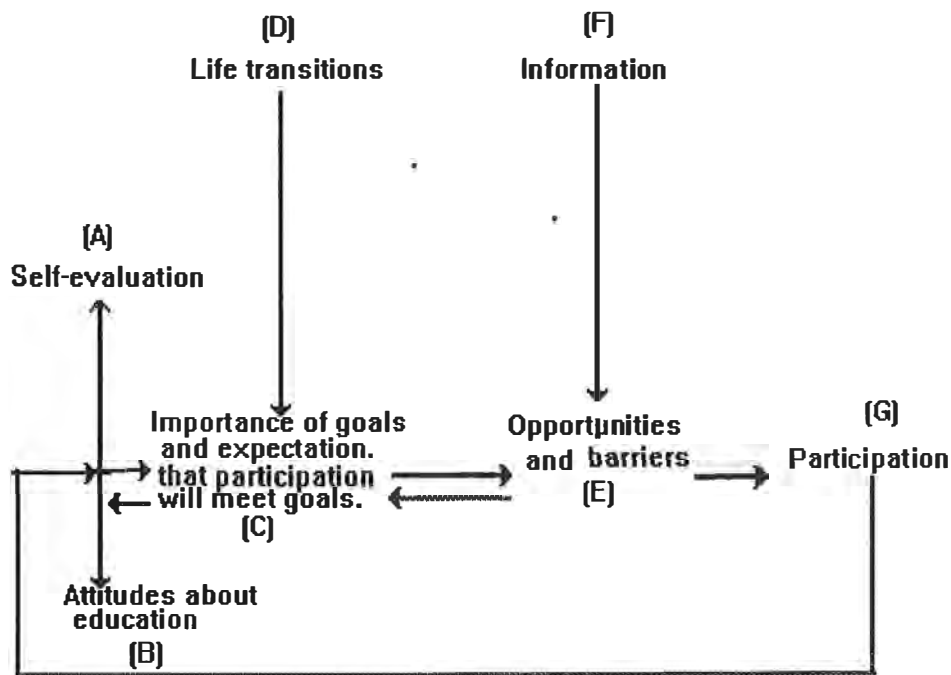 (D)
Life transitions
(F)
Information
(A)
Self-evaluation
Importance of goals
and expectation.
that participation
will meet goals.
(C)
Opportunities
and barriers
(E)
(G)
Participation
Attitudes about
education
(B)